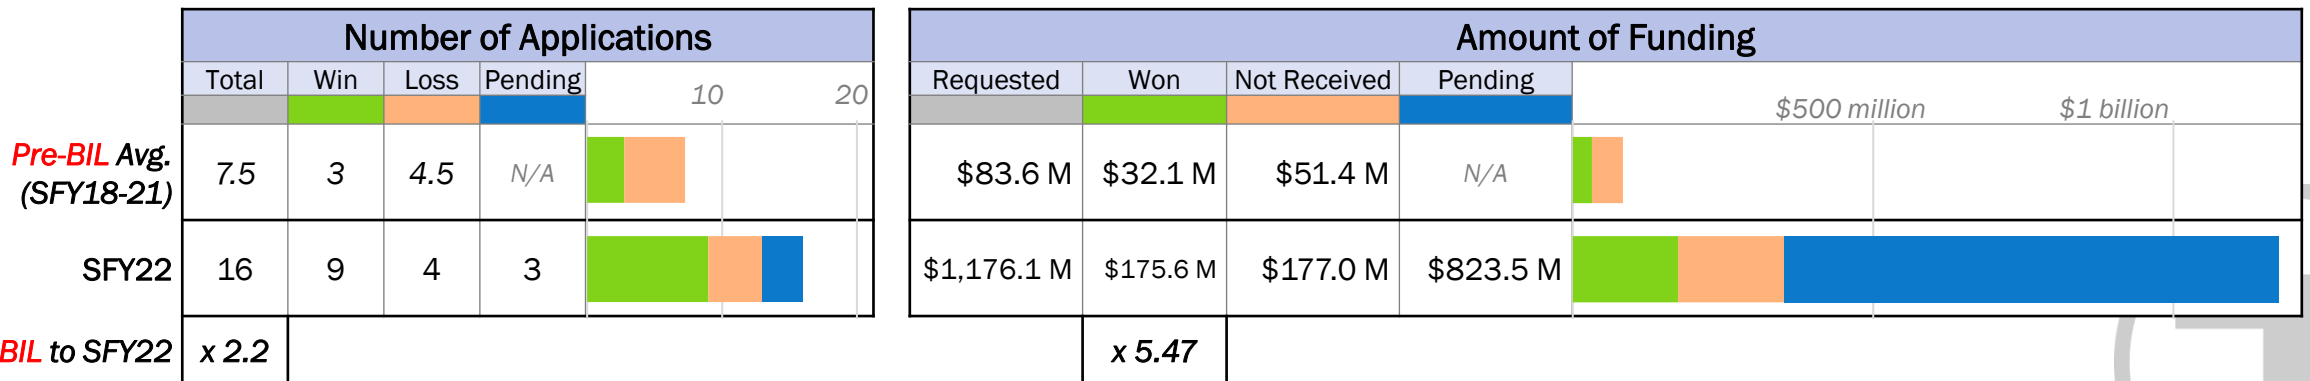 Number of Applications
Amount of Funding
Total Win Loss Pending 10 20
Requested Won Not Received Pending $500 million $1 billion
Pre-BIL Avg.
(SFY18-21)
7.5 3 4.5 N/A
$83.6 M $32.1 M $51.4 M N/A
SFY22 16 9 4 3
$1,176.1 M $175.6 M $177.0 M $823.5 M
BIL to SFY22 x 2.2
x 5.47